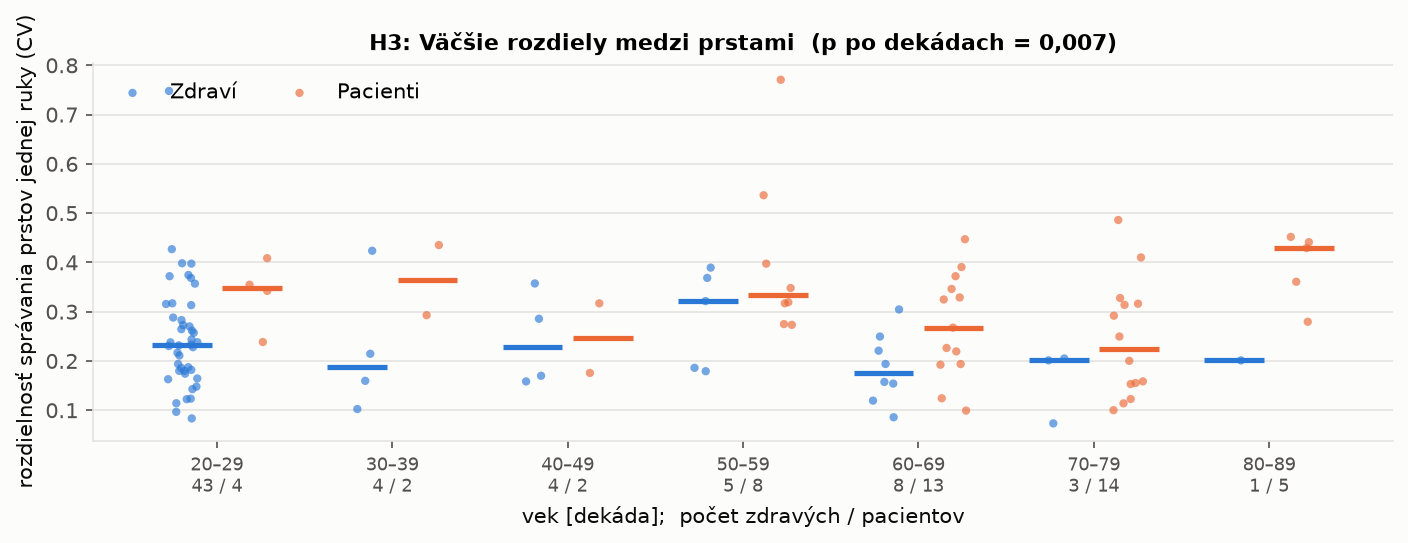 H3: Väčšie rozdiely medzi prstami  (p po dekádach = 0,007)
rozdielnosť správania prstov jednej ruky (CV)
Zdraví
Pacienti
0.8
0.7
0.6
0.5
0.4
0.3
0.2
0.1
20–29
43 / 4
30–39
4 / 2
40–49
4 / 2
50–59
5 / 8
60–69
8 / 13
70–79
3 / 14
80–89
1 / 5
vek [dekáda];  počet zdravých / pacientov